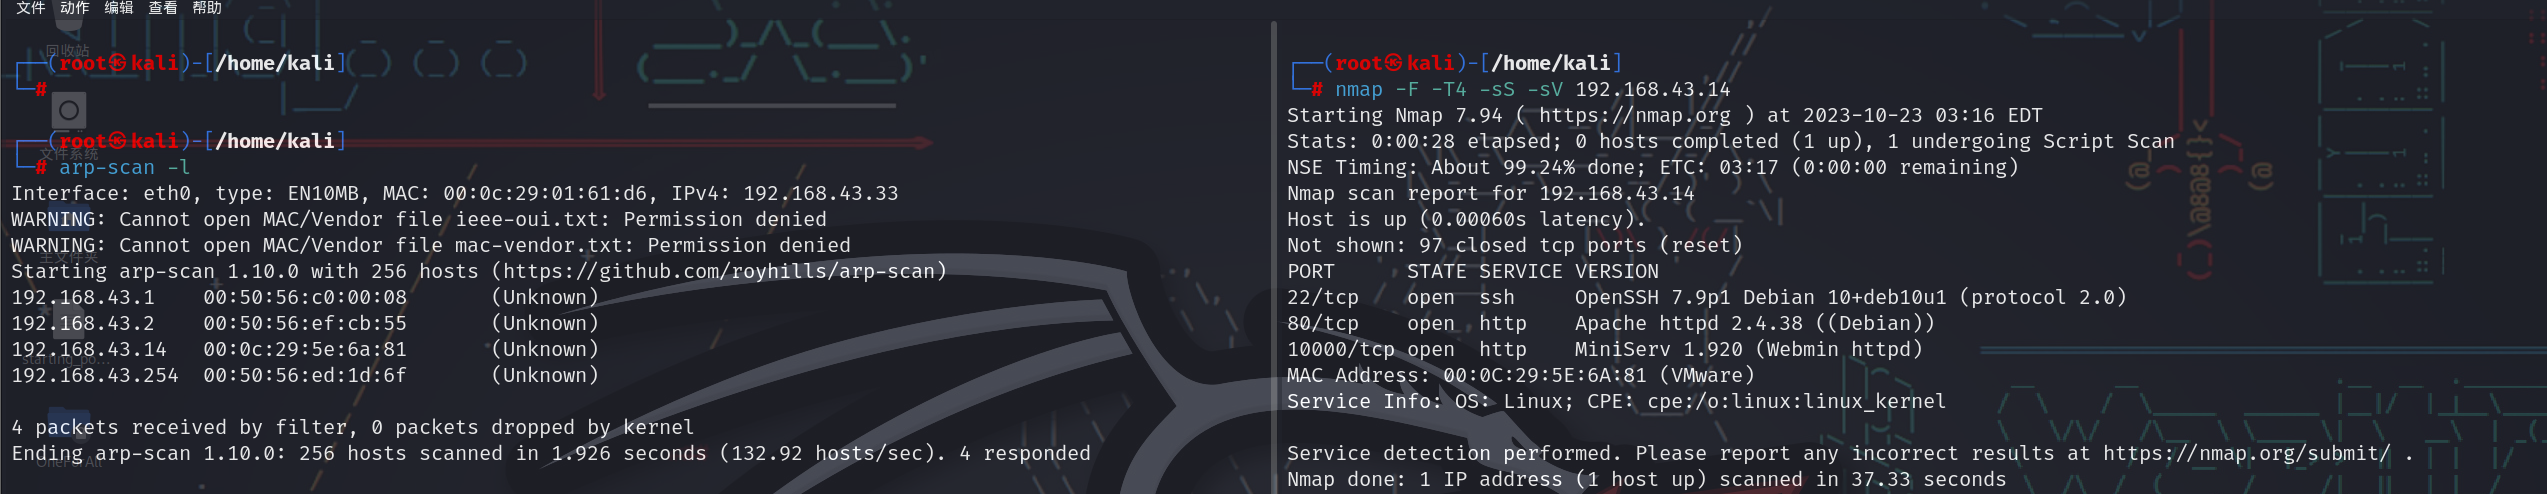 文件 动作 编辑 查看 帮助
回收站
┌──(root㉿kali)-[/home/kali]
└─#
文件系统
┌──(root㉿kali)-[/home/kali]
└─# arp-scan -l
Interface: eth0, type: EN10MB, MAC: 00:0c:29:01:61:d6, IPv4: 192.168.43.33
WARNING: Cannot open MAC/Vendor file ieee-oui.txt: Permission denied
WARNING: Cannot open MAC/Vendor file mac-vendor.txt: Permission denied
主文件夹
Starting arp-scan 1.10.0 with 256 hosts (https://github.com/royhills/arp-scan)
192.168.43.1 00:50:56:c0:00:08 (Unknown)
192.168.43.2 00:50:56:ef:cb:55 (Unknown)
192.168.43.14 00:0c:29:5e:6a:81 (Unknown)
192.168.43.254 00:50:56:ed:1d:6f (Unknown)
4 packets received by filter, 0 packets dropped by kernel
Ending arp-scan 1.10.0: 256 hosts scanned in 1.926 seconds (132.92 hosts/sec). 4 responded
OneForAll
┌──(root㉿kali)-[/home/kali]
└─# nmap -F -T4 -sS -sV 192.168.43.14
Starting Nmap 7.94 ( https://nmap.org ) at 2023-10-23 03:16 EDT
Stats: 0:00:28 elapsed; 0 hosts completed (1 up), 1 undergoing Script Scan
NSE Timing: About 99.24% done; ETC: 03:17 (0:00:00 remaining)
Nmap scan report for 192.168.43.14
Host is up (0.00060s latency).
Not shown: 97 closed tcp ports (reset)
PORT STATE SERVICE VERSION
22/tcp open ssh OpenSSH 7.9p1 Debian 10+deb10u1 (protocol 2.0)
80/tcp open http Apache httpd 2.4.38 ((Debian))
10000/tcp open http MiniServ 1.920 (Webmin httpd)
MAC Address: 00:0C:29:5E:6A:81 (VMware)
Service Info: OS: Linux; CPE: cpe:/o:linux:linux_kernel
Service detection performed. Please report any incorrect results at https://nmap.org/submit/ .
Nmap done: 1 IP address (1 host up) scanned in 37.33 seconds